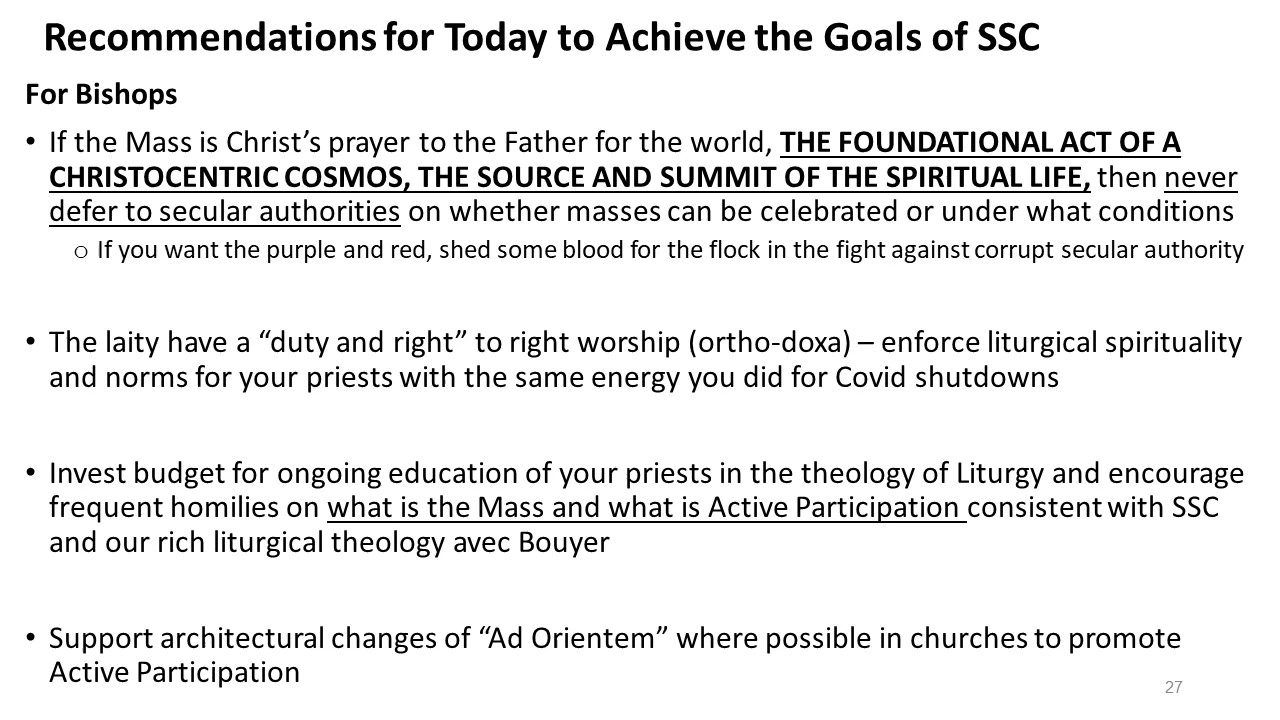 Recommendations for Today to Achieve the Goals of SSC
For Bishops
• If the Mass is Christ’s prayer to the Father for the world, THE FOUNDATIONAL ACT OF A
CHRISTOCENTRIC COSMOS, THE SOURCE AND SUMMIT OF THE SPIRITUAL LIFE, then never
defer to secular authorities on whether masses can be celebrated or under what conditions
o If you want the purple and red, shed some blood for the flock in the fight against corrupt secular authority
• The laity have a “duty and right” to right worship (ortho-doxa) – enforce liturgical spirituality
and norms for your priests with the same energy you did for Covid shutdowns
• Invest budget for ongoing education of your priests in the theology of Liturgy and encourage
frequent homilies on what is the Mass and what is Active Participation consistent with SSC
and our rich liturgical theology avec Bouyer
• Support architectural changes of “Ad Orientem” where possible in churches to promote
Active Participation
27